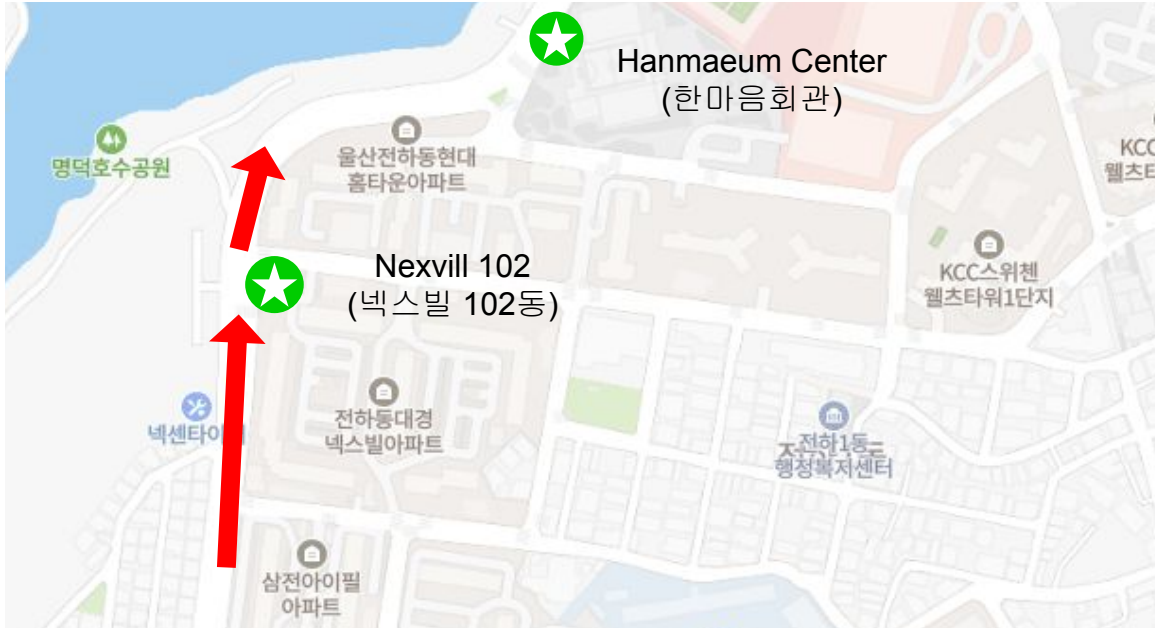 Hanmaeum Center
(한마음회관)
명덕호수공원
울산전하동현대
홈타운아파트
KCC
웰츠타
Nexvill 102
(넥스빌 102동)
KCC스위첸
웰츠타워1단지
넥센타이
전하동대경
넥스빌아파트
전하1동
행정복지센터
삼전아이필
아파트